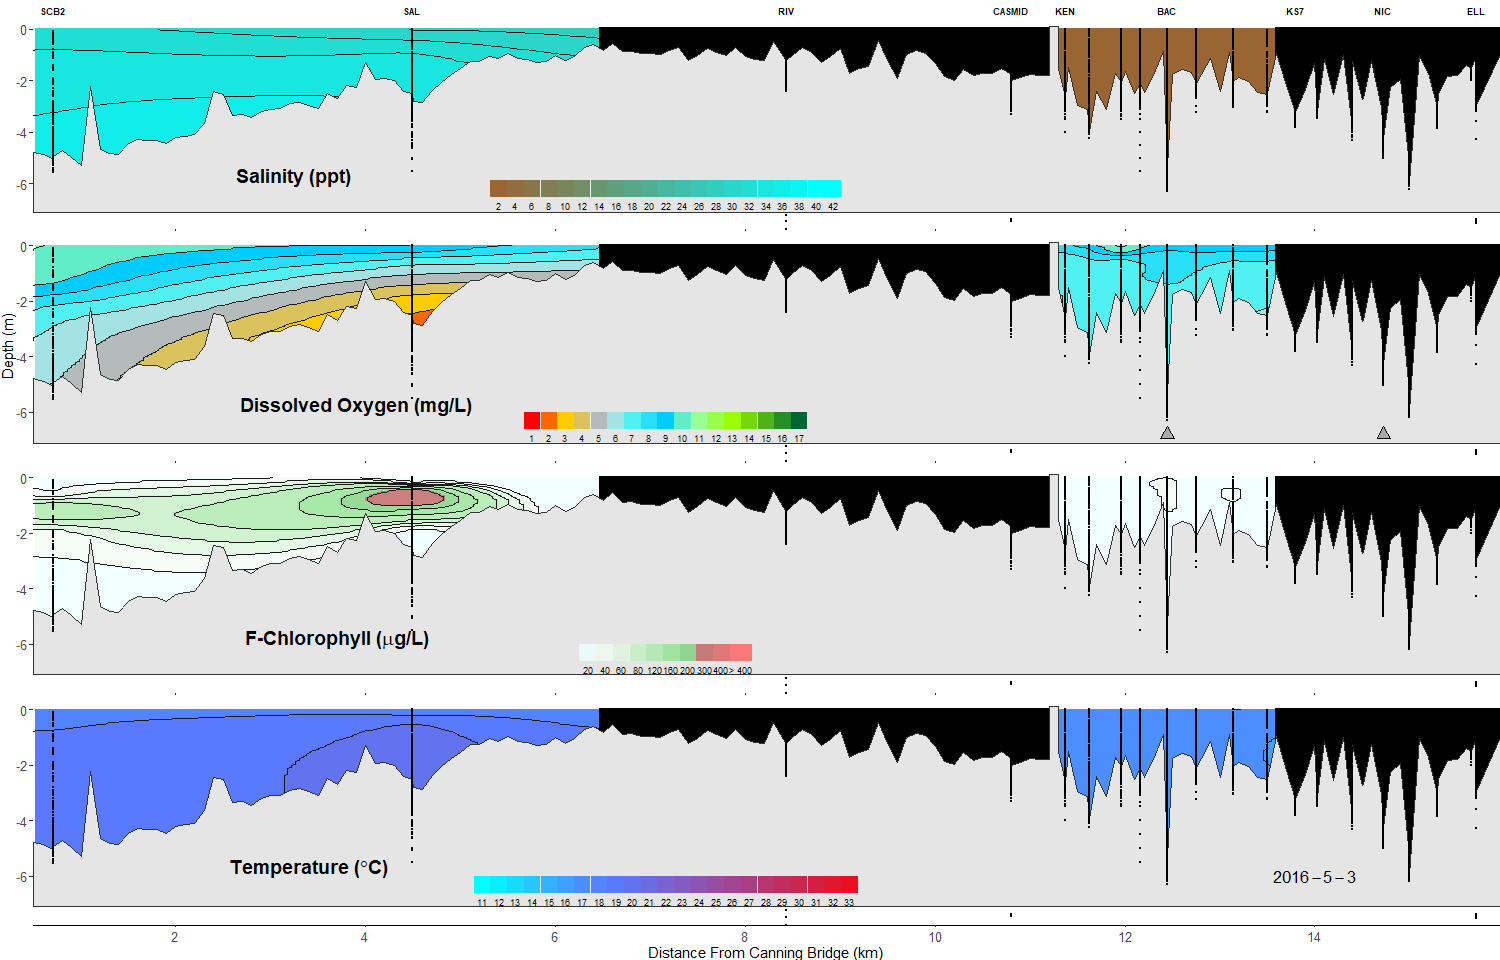 SCB2 SAL RIV CASMID KEN BAC KS7 NIC ELL
0
-2
-4
-6
Salinity (ppt)
2 4 6 8 10 12 14 16 18 20 22 24 26 28 30 32 34 36 38 40 42
0
-2
-4
-6
Depth (m)
Dissolved Oxygen (mg/L)
1 2 3 4 5 6 7 8 9 10 11 12 13 14 15 16 17
0
-2
-4
-6
F-Chlorophyll (μg/L)
20 40 60 80 120 160 200 300 400 > 400
0
-2
-4
-6
Temperature (°C)
2016 – 5 – 3
11 12 13 14 15 16 17 18 19 20 21 22 23 24 25 26 27 28 29 30 31 32 33
2 4 6 8 10 12 14
Distance From Canning Bridge (km)